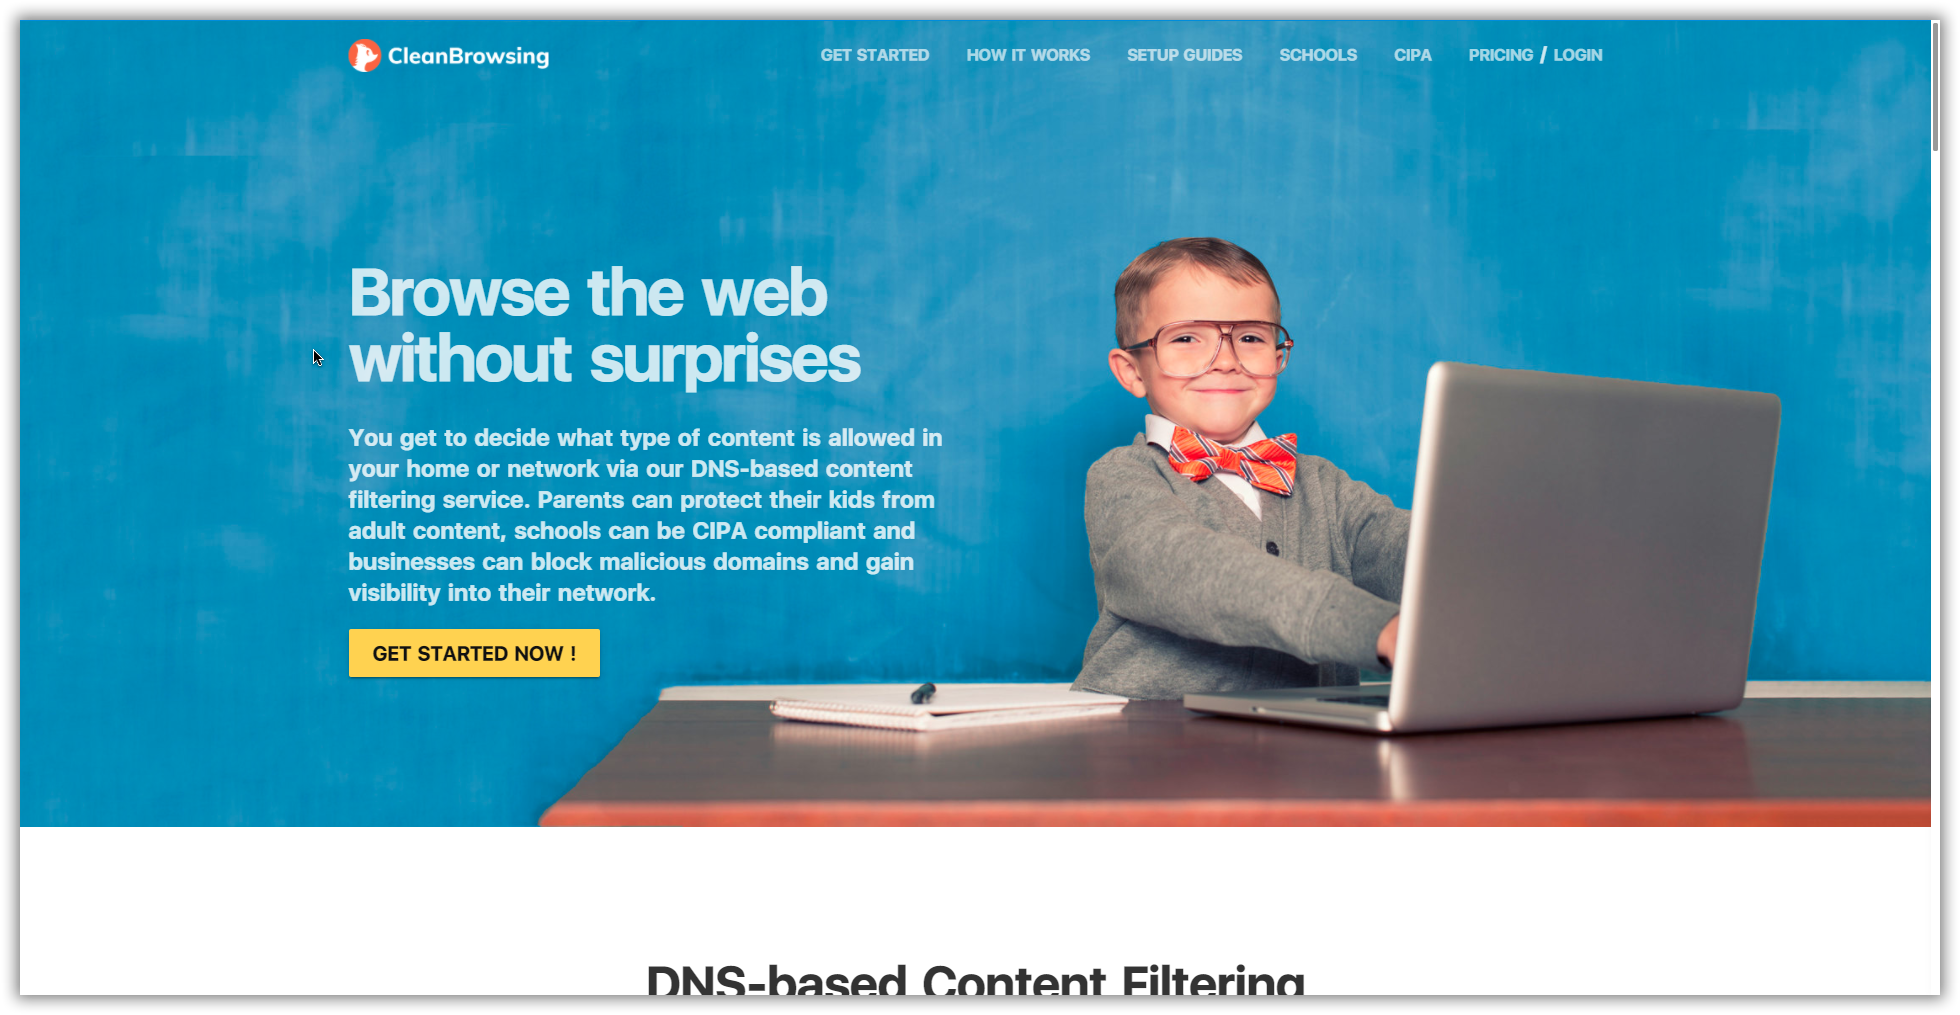 CleanBrowsing
GET STARTED HOW IT WORKS SETUP GUIDES SCHOOLS CIPA PRICING / LOGIN
Browse the web
without surprises
You get to decide what type of content is allowed in
your home or network via our DNS-based content
filtering service. Parents can protect their kids from
adult content, schools can be CIPA compliant and
businesses can block malicious domains and gain
visibility into their network.
GET STARTED NOW !
DNS-based Content Filtering